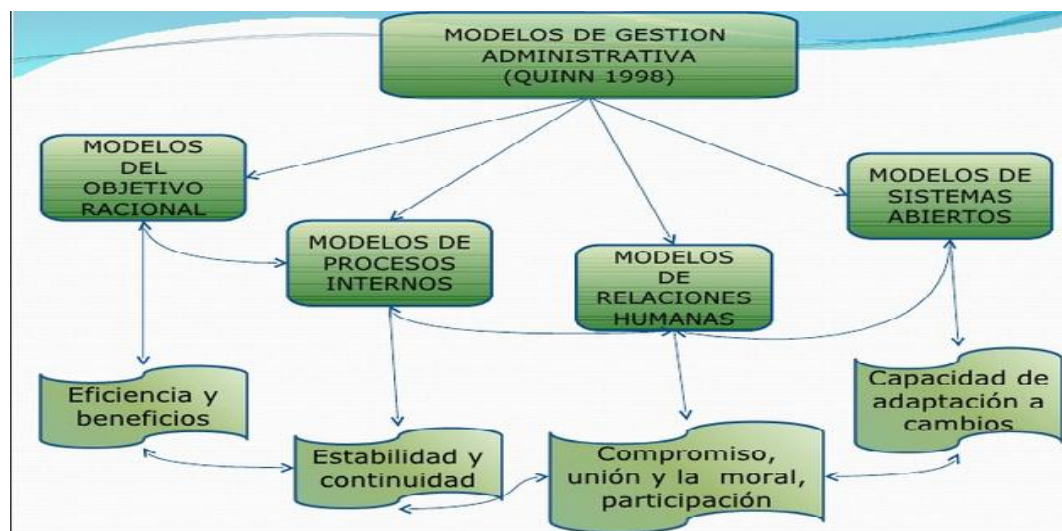 MODELOS DE GESTION
ADMINISTRATIVA
(QUINN 1998)
MODELOS
DEL
OBJETIVO
RACIONAL
MODELOS DE
PROCESOS
INTERNOS
MODELOS
DE
RELACIONES
HUMANAS
MODELOS DE
SISTEMAS
ABIERTOS
Eficiencia y
beneficios
Estabilidad y
continuidad
Compromiso,
unión y la moral,
participación
Capacidad de
adaptación a
cambios